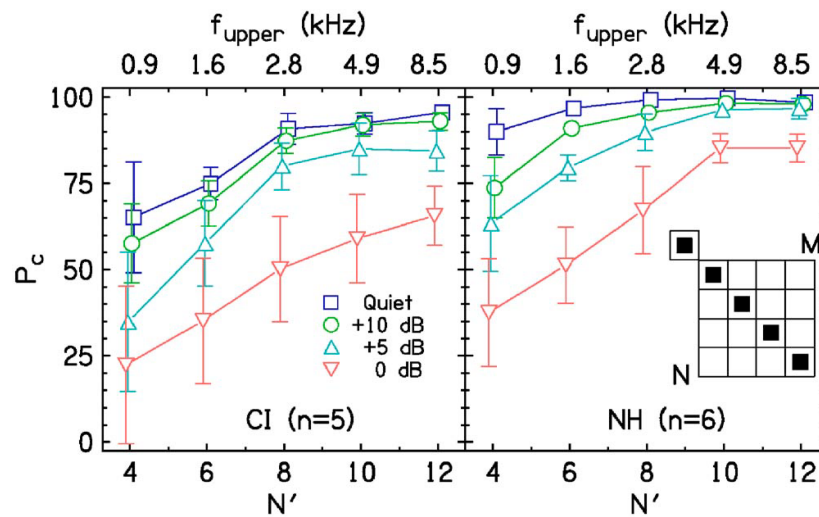 f_upper (kHz) f_upper (kHz)
0.9 1.6 2.8 4.9 8.5 0.9 1.6 2.8 4.9 8.5
100
75
P_c
50
25
0
M
N
Quiet
+10 dB
+5 dB
0 dB
CI (n=5) NH (n=6)
4 6 8 10 12 4 6 8 10 12
N′ N′